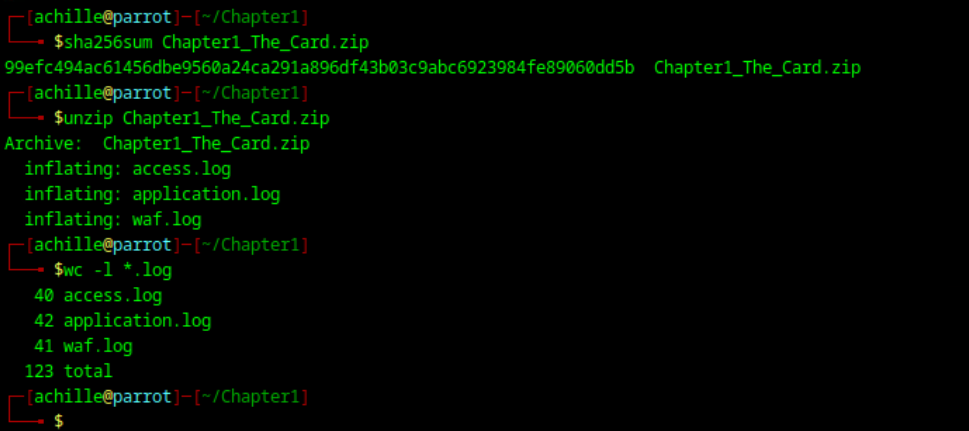 ┌─[achille@parrot]─[~/Chapter1]
└──╼ $sha256sum Chapter1_The_Card.zip
99efc494ac61456dbe9560a24ca291a896df43b03c9abc6923984fe89060dd5b  Chapter1_The_Card.zip
┌─[achille@parrot]─[~/Chapter1]
└──╼ $unzip Chapter1_The_Card.zip
Archive:  Chapter1_The_Card.zip
  inflating: access.log
  inflating: application.log
  inflating: waf.log
┌─[achille@parrot]─[~/Chapter1]
└──╼ $wc -l *.log
   40 access.log
   42 application.log
   41 waf.log
  123 total
┌─[achille@parrot]─[~/Chapter1]
└──╼ $